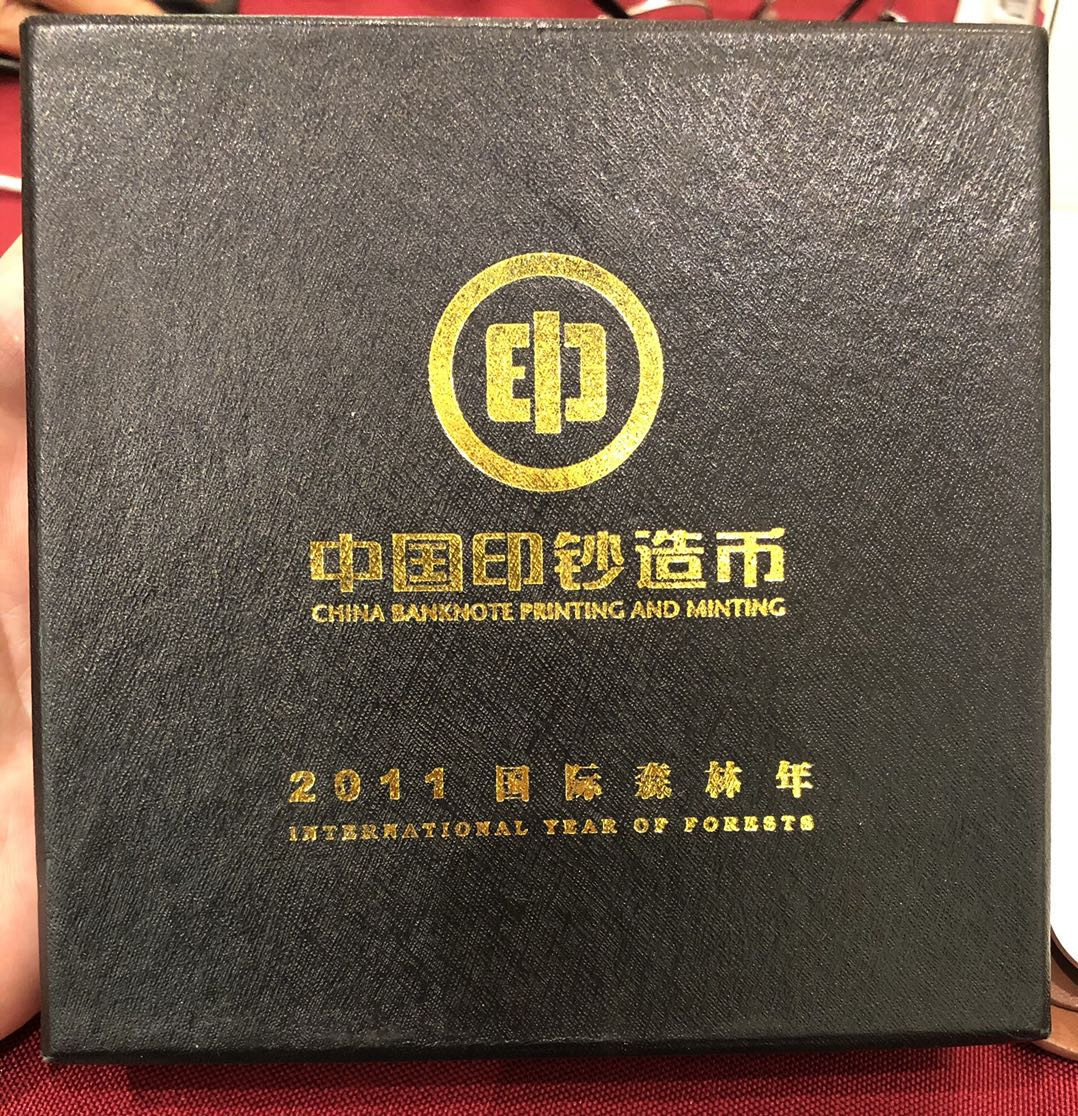 印
中国印钞造币
CHINA BANKNOTE PRINTING AND MINTING
2011 国际森林年
INTERNATIONAL YEAR OF FORESTS